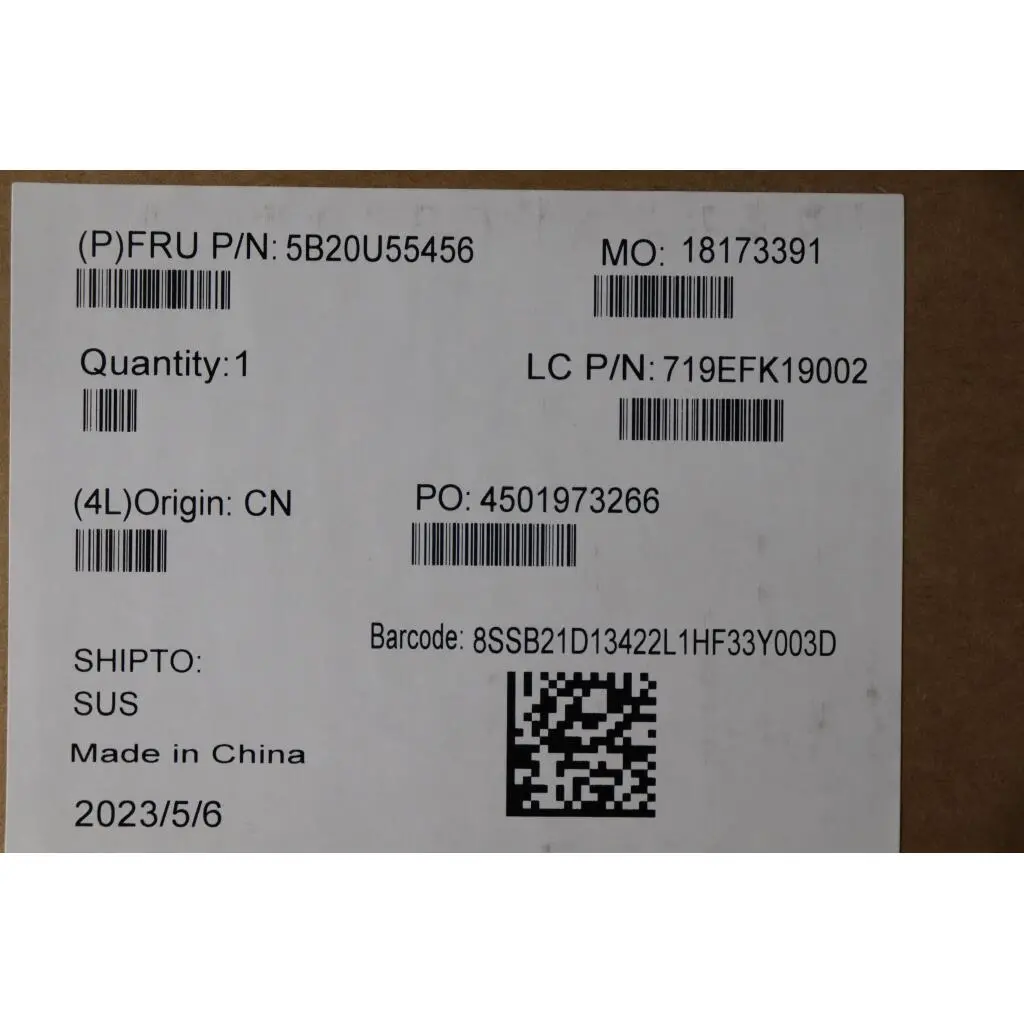 (P)FRU P/N: 5B20U55456
MO: 18173391
Quantity:1
LC P/N: 719EFK19002
(4L)Origin: CN
PO: 4501973266
Barcode: 8SSB21D13422L1HF33Y003D
SHIPTO:
SUS
Made in China
2023/5/6